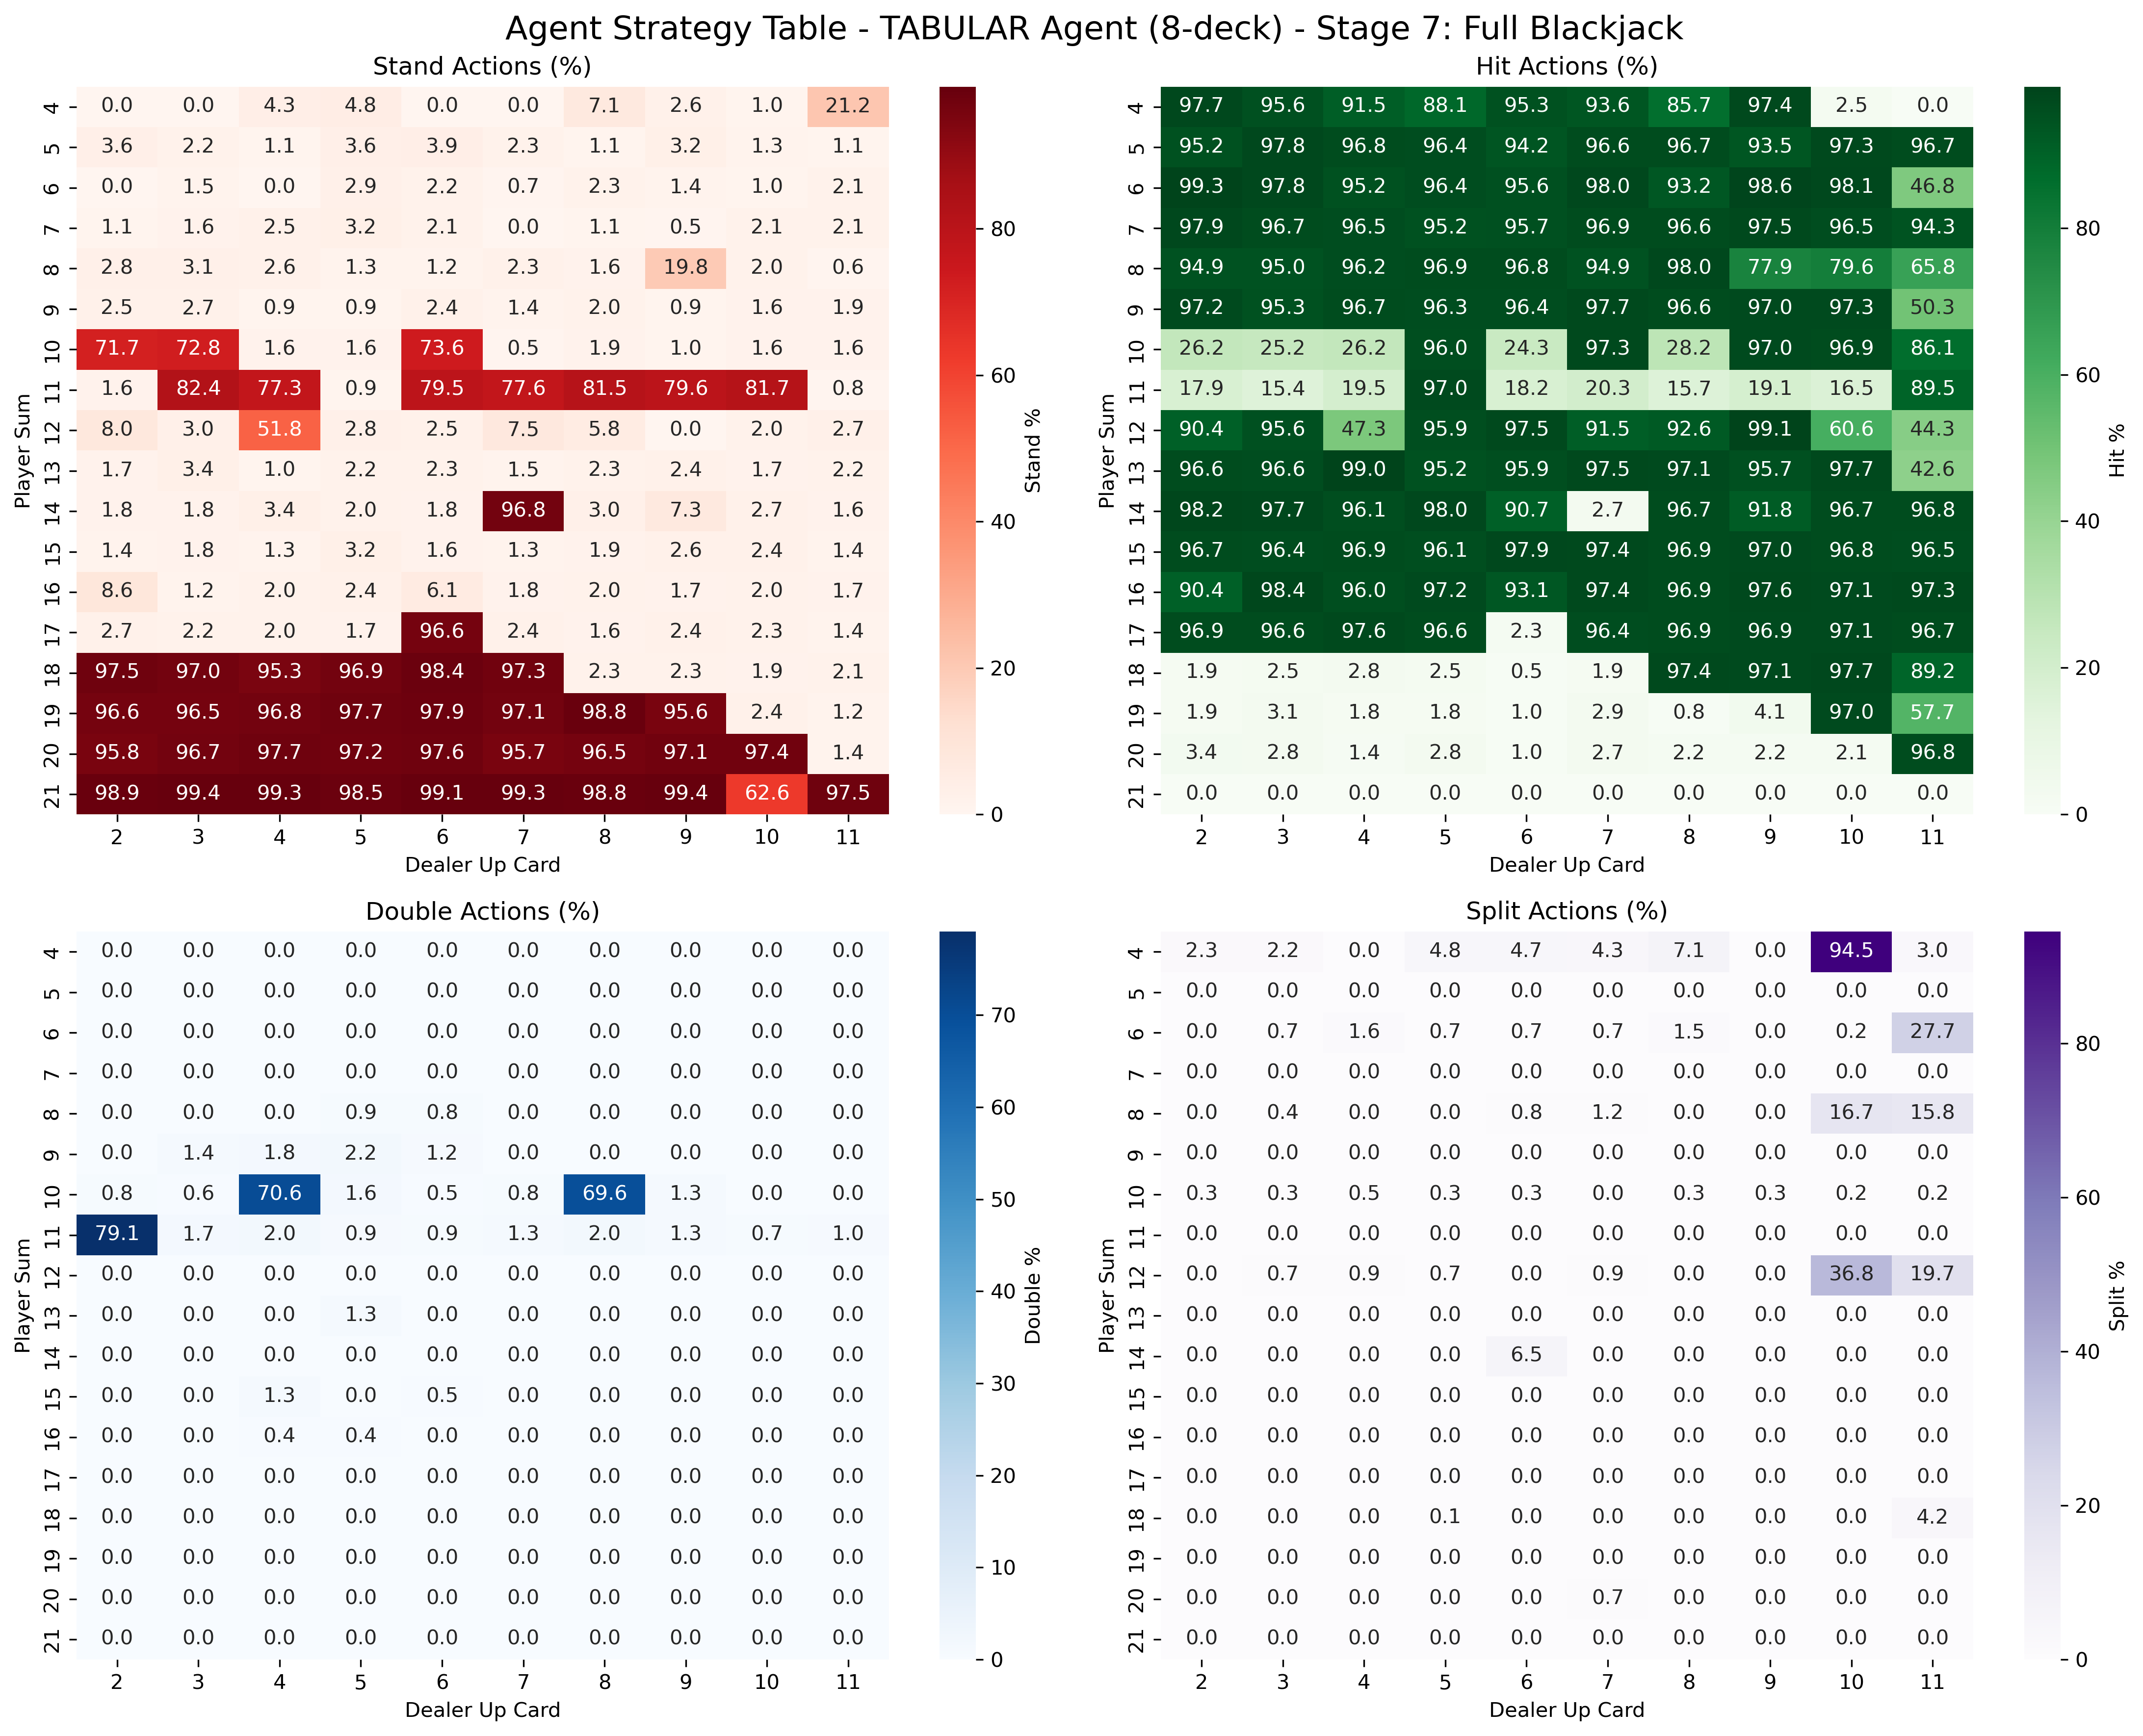 Agent Strategy Table - TABULAR Agent (8-deck) - Stage 7: Full Blackjack
Stand Actions (%)
4 0.0 0.0 4.3 4.8 0.0 0.0 7.1 2.6 1.0 21.2
5 3.6 2.2 1.1 3.6 3.9 2.3 1.1 3.2 1.3 1.1
6 0.0 1.5 0.0 2.9 2.2 0.7 2.3 1.4 1.0 2.1
7 1.1 1.6 2.5 3.2 2.1 0.0 1.1 0.5 2.1 2.1
8 2.8 3.1 2.6 1.3 1.2 2.3 1.6 19.8 2.0 0.6
9 2.5 2.7 0.9 0.9 2.4 1.4 2.0 0.9 1.6 1.9
10 71.7 72.8 1.6 1.6 73.6 0.5 1.9 1.0 1.6 1.6
11 1.6 82.4 77.3 0.9 79.5 77.6 81.5 79.6 81.7 0.8
12 8.0 3.0 51.8 2.8 2.5 7.5 5.8 0.0 2.0 2.7
13 1.7 3.4 1.0 2.2 2.3 1.5 2.3 2.4 1.7 2.2
14 1.8 1.8 3.4 2.0 1.8 96.8 3.0 7.3 2.7 1.6
15 1.4 1.8 1.3 3.2 1.6 1.3 1.9 2.6 2.4 1.4
16 8.6 1.2 2.0 2.4 6.1 1.8 2.0 1.7 2.0 1.7
17 2.7 2.2 2.0 1.7 96.6 2.4 1.6 2.4 2.3 1.4
18 97.5 97.0 95.3 96.9 98.4 97.3 2.3 2.3 1.9 2.1
19 96.6 96.5 96.8 97.7 97.9 97.1 98.8 95.6 2.4 1.2
20 95.8 96.7 97.7 97.2 97.6 95.7 96.5 97.1 97.4 1.4
21 98.9 99.4 99.3 98.5 99.1 99.3 98.8 99.4 62.6 97.5
2 3 4 5 6 7 8 9 10 11
Dealer Up Card
Player Sum
80
60
40
20
0
Stand %
Hit Actions (%)
4 97.7 95.6 91.5 88.1 95.3 93.6 85.7 97.4 2.5 0.0
5 95.2 97.8 96.8 96.4 94.2 96.6 96.7 93.5 97.3 96.7
6 99.3 97.8 95.2 96.4 95.6 98.0 93.2 98.6 98.1 46.8
7 97.9 96.7 96.5 95.2 95.7 96.9 96.6 97.5 96.5 94.3
8 94.9 95.0 96.2 96.9 96.8 94.9 98.0 77.9 79.6 65.8
9 97.2 95.3 96.7 96.3 96.4 97.7 96.6 97.0 97.3 50.3
10 26.2 25.2 26.2 96.0 24.3 97.3 28.2 97.0 96.9 86.1
11 17.9 15.4 19.5 97.0 18.2 20.3 15.7 19.1 16.5 89.5
12 90.4 95.6 47.3 95.9 97.5 91.5 92.6 99.1 60.6 44.3
13 96.6 96.6 99.0 95.2 95.9 97.5 97.1 95.7 97.7 42.6
14 98.2 97.7 96.1 98.0 90.7 2.7 96.7 91.8 96.7 96.8
15 96.7 96.4 96.9 96.1 97.9 97.4 96.9 97.0 96.8 96.5
16 90.4 98.4 96.0 97.2 93.1 97.4 96.9 97.6 97.1 97.3
17 96.9 96.6 97.6 96.6 2.3 96.4 96.9 96.9 97.1 96.7
18 1.9 2.5 2.8 2.5 0.5 1.9 97.4 97.1 97.7 89.2
19 1.9 3.1 1.8 1.8 1.0 2.9 0.8 4.1 97.0 57.7
20 3.4 2.8 1.4 2.8 1.0 2.7 2.2 2.2 2.1 96.8
21 0.0 0.0 0.0 0.0 0.0 0.0 0.0 0.0 0.0 0.0
2 3 4 5 6 7 8 9 10 11
Dealer Up Card
Player Sum
80
60
40
20
0
Hit %
Double Actions (%)
4 0.0 0.0 0.0 0.0 0.0 0.0 0.0 0.0 0.0 0.0
5 0.0 0.0 0.0 0.0 0.0 0.0 0.0 0.0 0.0 0.0
6 0.0 0.0 0.0 0.0 0.0 0.0 0.0 0.0 0.0 0.0
7 0.0 0.0 0.0 0.0 0.0 0.0 0.0 0.0 0.0 0.0
8 0.0 0.0 0.0 0.9 0.8 0.0 0.0 0.0 0.0 0.0
9 0.0 1.4 1.8 2.2 1.2 0.0 0.0 0.0 0.0 0.0
10 0.8 0.6 70.6 1.6 0.5 0.8 69.6 1.3 0.0 0.0
11 79.1 1.7 2.0 0.9 0.9 1.3 2.0 1.3 0.7 1.0
12 0.0 0.0 0.0 0.0 0.0 0.0 0.0 0.0 0.0 0.0
13 0.0 0.0 0.0 1.3 0.0 0.0 0.0 0.0 0.0 0.0
14 0.0 0.0 0.0 0.0 0.0 0.0 0.0 0.0 0.0 0.0
15 0.0 0.0 1.3 0.0 0.5 0.0 0.0 0.0 0.0 0.0
16 0.0 0.0 0.4 0.4 0.0 0.0 0.0 0.0 0.0 0.0
17 0.0 0.0 0.0 0.0 0.0 0.0 0.0 0.0 0.0 0.0
18 0.0 0.0 0.0 0.0 0.0 0.0 0.0 0.0 0.0 0.0
19 0.0 0.0 0.0 0.0 0.0 0.0 0.0 0.0 0.0 0.0
20 0.0 0.0 0.0 0.0 0.0 0.0 0.0 0.0 0.0 0.0
21 0.0 0.0 0.0 0.0 0.0 0.0 0.0 0.0 0.0 0.0
2 3 4 5 6 7 8 9 10 11
Dealer Up Card
Player Sum
70
60
50
40
30
20
10
0
Double %
Split Actions (%)
4 2.3 2.2 0.0 4.8 4.7 4.3 7.1 0.0 94.5 3.0
5 0.0 0.0 0.0 0.0 0.0 0.0 0.0 0.0 0.0 0.0
6 0.0 0.7 1.6 0.7 0.7 0.7 1.5 0.0 0.2 27.7
7 0.0 0.0 0.0 0.0 0.0 0.0 0.0 0.0 0.0 0.0
8 0.0 0.4 0.0 0.0 0.8 1.2 0.0 0.0 16.7 15.8
9 0.0 0.0 0.0 0.0 0.0 0.0 0.0 0.0 0.0 0.0
10 0.3 0.3 0.5 0.3 0.3 0.0 0.3 0.3 0.2 0.2
11 0.0 0.0 0.0 0.0 0.0 0.0 0.0 0.0 0.0 0.0
12 0.0 0.7 0.9 0.7 0.0 0.9 0.0 0.0 36.8 19.7
13 0.0 0.0 0.0 0.0 0.0 0.0 0.0 0.0 0.0 0.0
14 0.0 0.0 0.0 0.0 6.5 0.0 0.0 0.0 0.0 0.0
15 0.0 0.0 0.0 0.0 0.0 0.0 0.0 0.0 0.0 0.0
16 0.0 0.0 0.0 0.0 0.0 0.0 0.0 0.0 0.0 0.0
17 0.0 0.0 0.0 0.0 0.0 0.0 0.0 0.0 0.0 0.0
18 0.0 0.0 0.0 0.1 0.0 0.0 0.0 0.0 0.0 4.2
19 0.0 0.0 0.0 0.0 0.0 0.0 0.0 0.0 0.0 0.0
20 0.0 0.0 0.0 0.0 0.0 0.7 0.0 0.0 0.0 0.0
21 0.0 0.0 0.0 0.0 0.0 0.0 0.0 0.0 0.0 0.0
2 3 4 5 6 7 8 9 10 11
Dealer Up Card
Player Sum
80
60
40
20
0
Split %